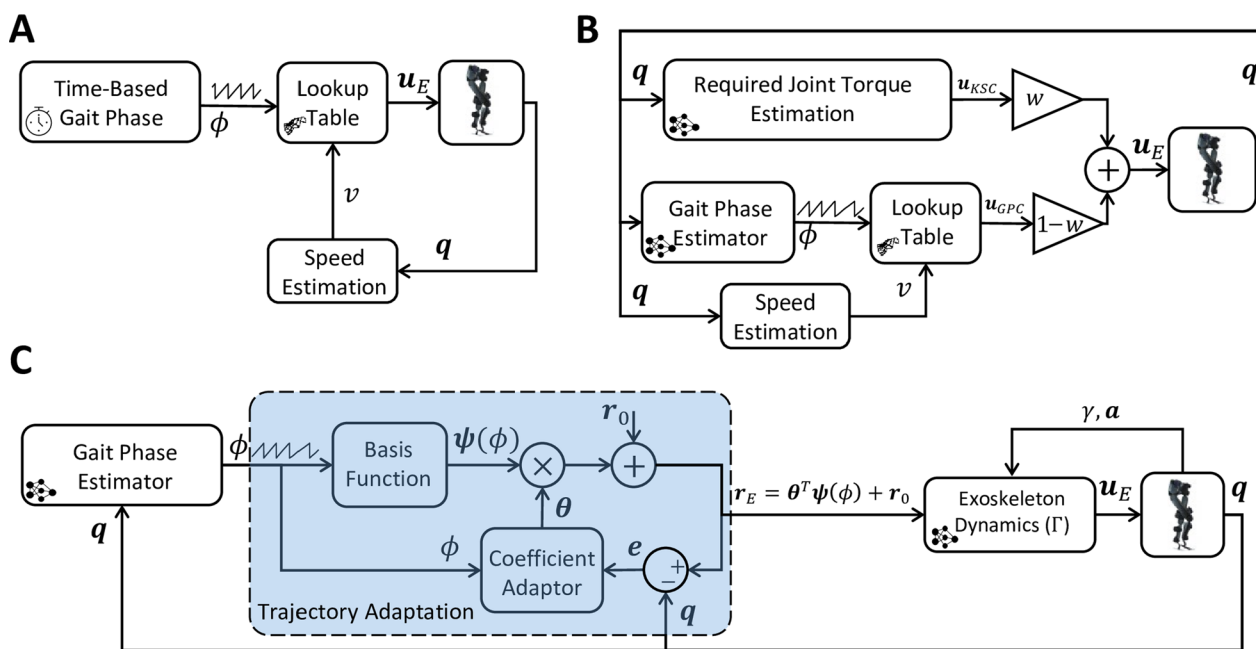 A
Time-Based
Gait Phase
ϕ
Lookup
Table
u_E
v
Speed
Estimation
q
B
q
q
Required Joint Torque
Estimation
u_KSC
w
Gait Phase
Estimator
ϕ
Lookup
Table
u_GPC
1−w
+
u_E
q
Speed
Estimation
v
C
Gait Phase
Estimator
q
ϕ
Basis
Function
ψ(ϕ)
×
r_0
+
θ
ϕ
Coefficient
Adaptor
e
+
−
q
Trajectory Adaptation
r_E = θ^T ψ(ϕ) + r_0
γ, a
Exoskeleton
Dynamics (Γ)
u_E
q